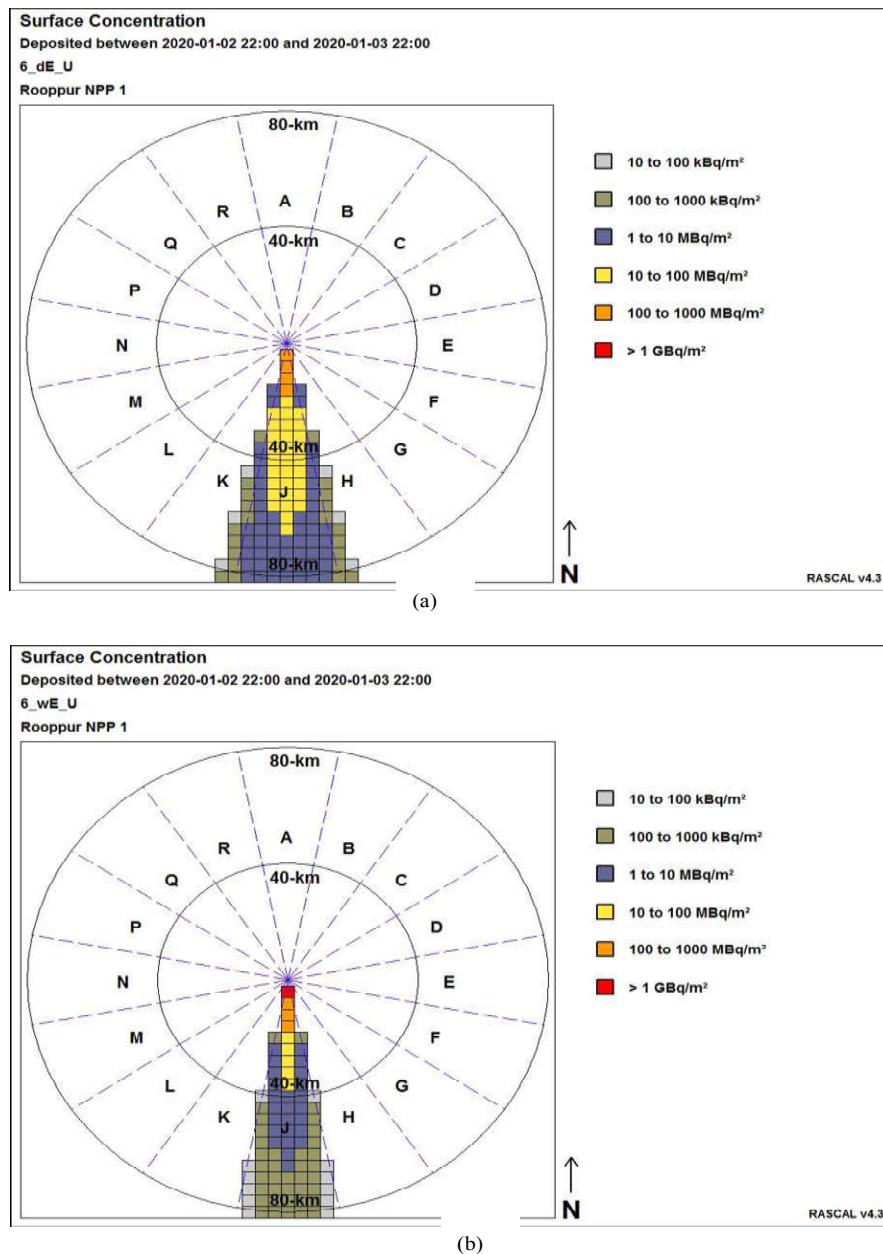 Surface Concentration
Deposited between 2020-01-02 22:00 and 2020-01-03 22:00
6_dE_U
Rooppur NPP 1
80-km
A
R
B
40-km
Q
C
P
D
N
E
M
F
L
G
40-km
K
J
H
80-km
10 to 100 kBq/m²
100 to 1000 kBq/m²
1 to 10 MBq/m²
10 to 100 MBq/m²
100 to 1000 MBq/m²
> 1 GBq/m²
N
RASCAL v4.3
(a)
Surface Concentration
Deposited between 2020-01-02 22:00 and 2020-01-03 22:00
6_wE_U
Rooppur NPP 1
80-km
A
R
B
40-km
Q
C
P
D
N
E
M
F
L
G
40-km
K
J
H
80-km
10 to 100 kBq/m²
100 to 1000 kBq/m²
1 to 10 MBq/m²
10 to 100 MBq/m²
100 to 1000 MBq/m²
> 1 GBq/m²
N
RASCAL v4.3
(b)